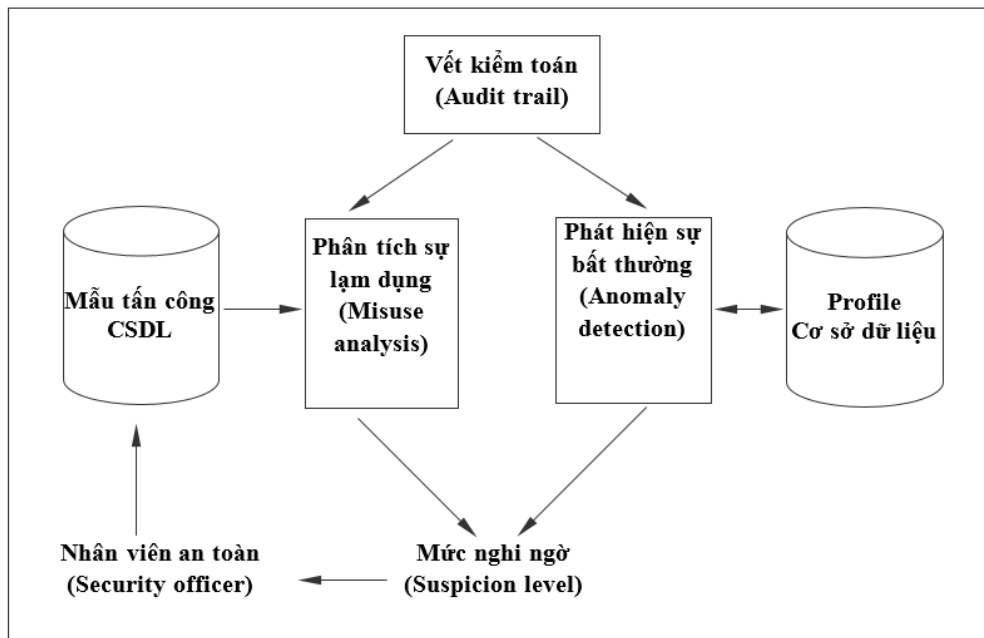 Vết kiểm toán
(Audit trail)
Phân tích sự
lạm dụng
(Misuse
analysis)
Phát hiện sự
bất thường
(Anomaly
detection)
Mẫu tấn công
CSDL
Profile
Cơ sở dữ liệu
Nhân viên an toàn
(Security officer)
Mức nghi ngờ
(Suspicion level)